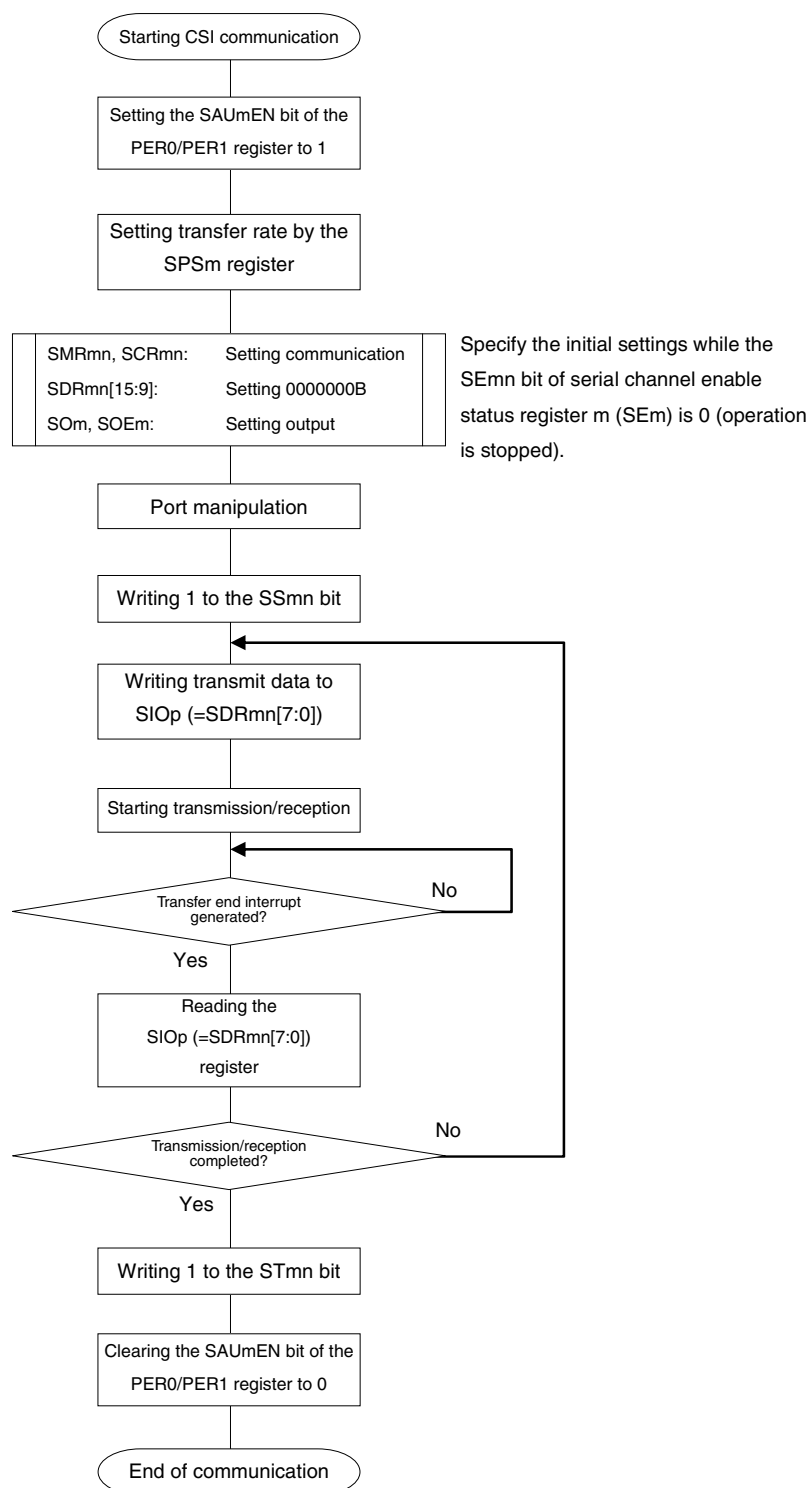 Starting CSI communication
Setting the SAUmEN bit of the
PER0/PER1 register to 1
Setting transfer rate by the
SPSm register
SMRmn, SCRmn: Setting communication
SDRmn[15:9]: Setting 0000000B
SOm, SOEm: Setting output
Specify the initial settings while the
SEmn bit of serial channel enable
status register m (SEm) is 0 (operation
is stopped).
Port manipulation
Writing 1 to the SSmn bit
Writing transmit data to
SIOp (=SDRmn[7:0])
Starting transmission/reception
No
Transfer end interrupt
generated?
Yes
Reading the
SIOp (=SDRmn[7:0])
register
No
Transmission/reception
completed?
Yes
Writing 1 to the STmn bit
Clearing the SAUmEN bit of the
PER0/PER1 register to 0
End of communication